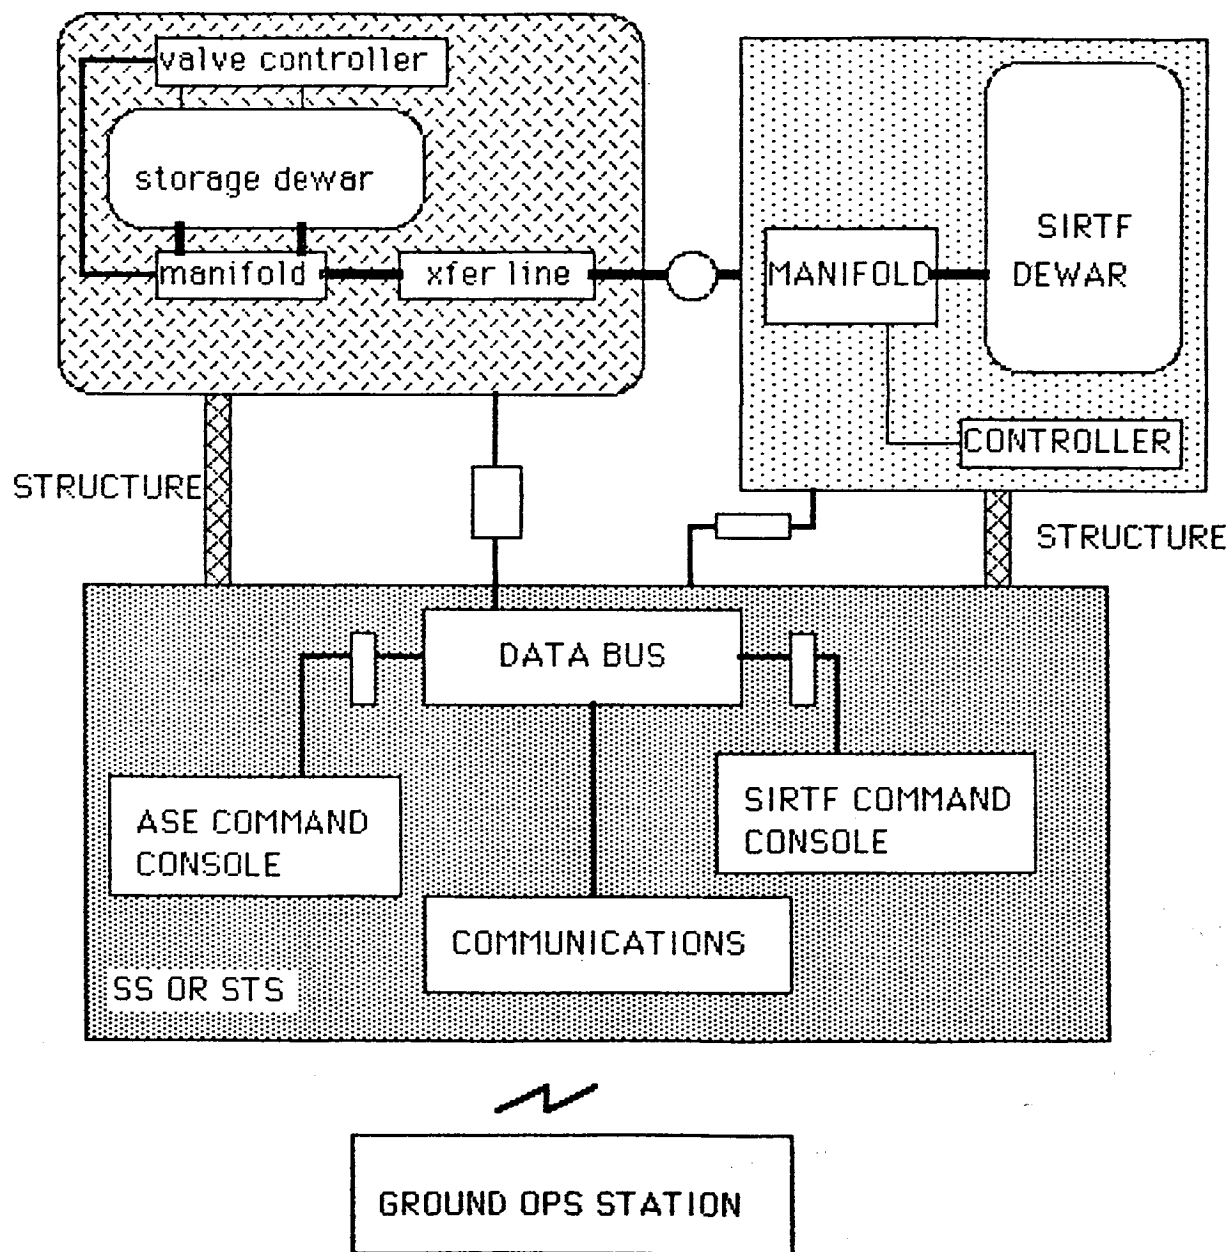 valve controller
storage dewar
manifold
xfer line
MANIFOLD
SIRTF
DEWAR
CONTROLLER
STRUCTURE
STRUCTURE
DATA BUS
ASE COMMAND
CONSOLE
SIRTF COMMAND
CONSOLE
COMMUNICATIONS
SS OR STS
GROUND OPS STATION